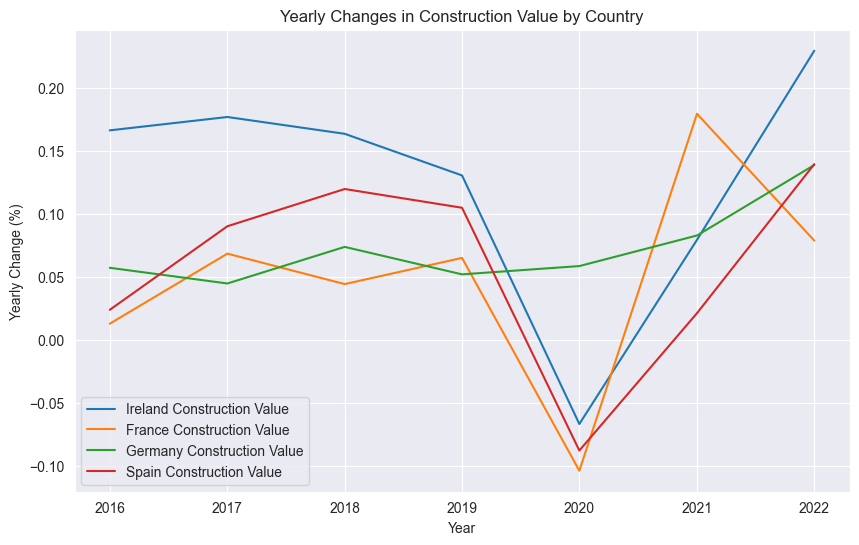 Yearly Changes in Construction Value by Country
Yearly Change (%)
0.20
0.15
0.10
0.05
0.00
−0.05
−0.10
Ireland Construction Value
France Construction Value
Germany Construction Value
Spain Construction Value
2016 2017 2018 2019 2020 2021 2022
Year